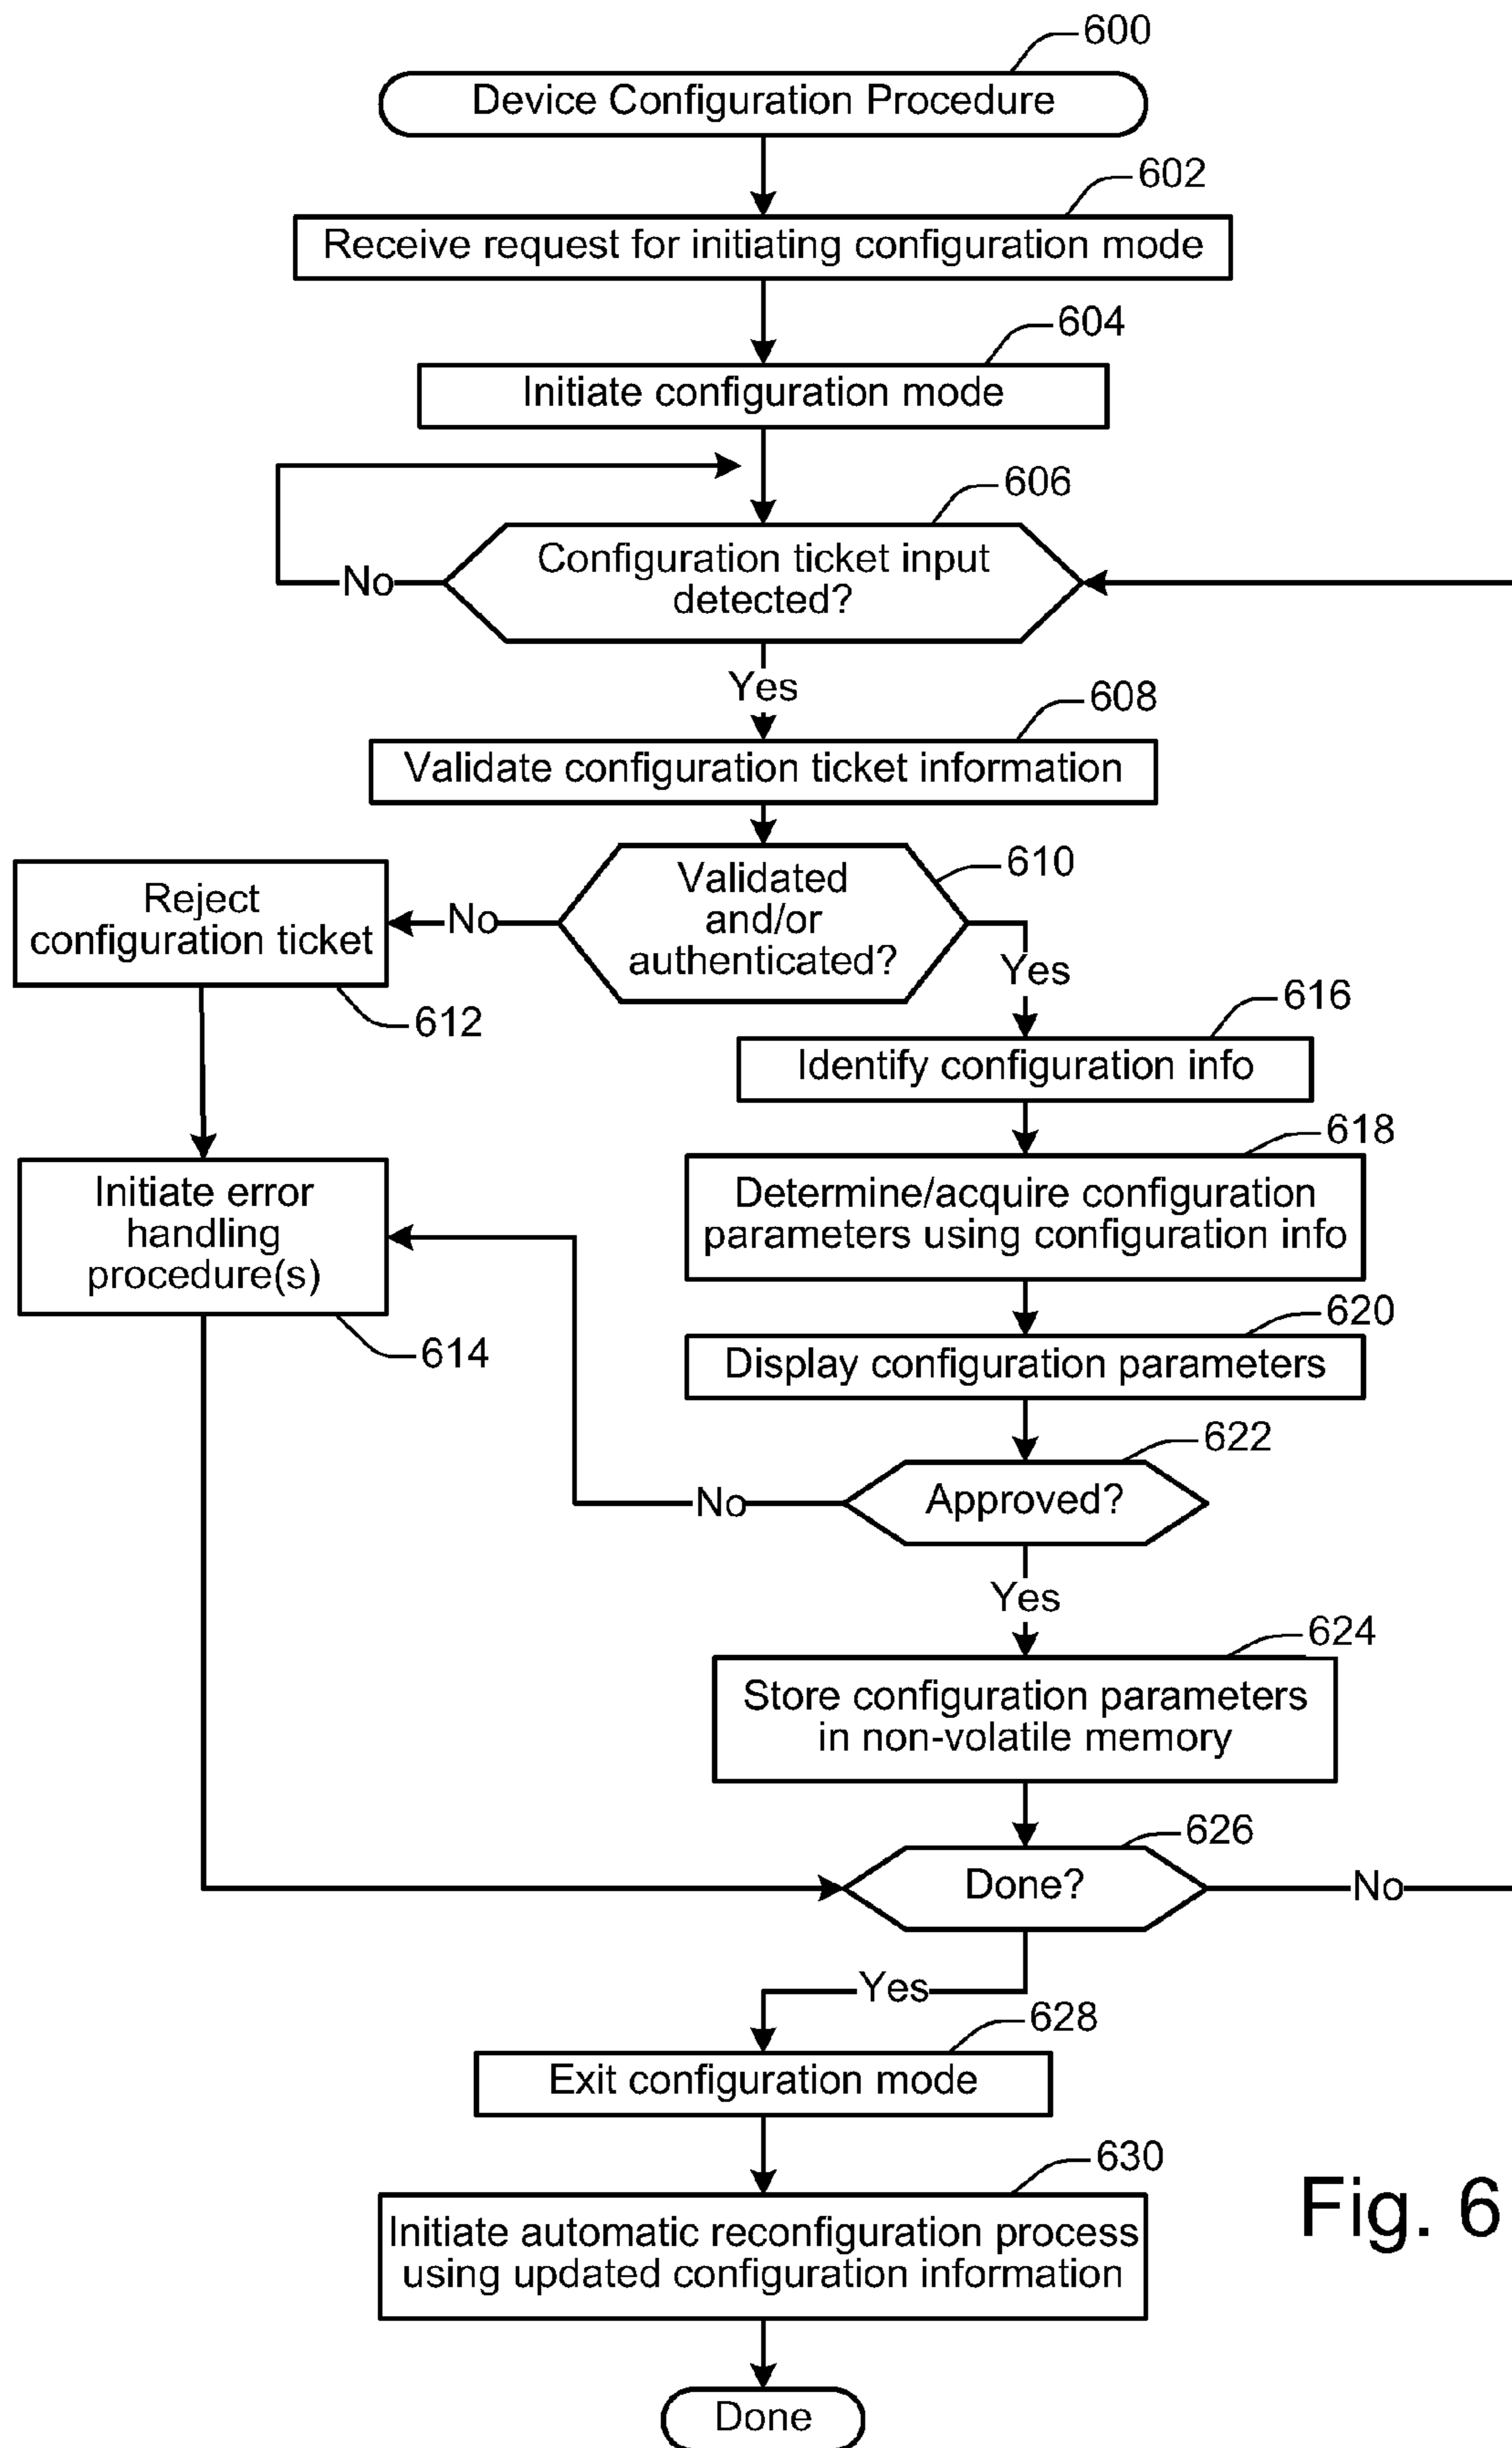 600
Device Configuration Procedure
602
Receive request for initiating configuration mode
604
Initiate configuration mode
606
Configuration ticket input
detected?
No
Yes
608
Validate configuration ticket information
610
Validated
and/or
authenticated?
No
Yes
Reject
configuration ticket
612
616
Identify configuration info
618
Determine/acquire configuration
parameters using configuration info
Initiate error
handling
procedure(s)
614
620
Display configuration parameters
622
Approved?
No
Yes
624
Store configuration parameters
in non-volatile memory
626
Done?
No
Yes
628
Exit configuration mode
630
Initiate automatic reconfiguration process
using updated configuration information
Done
Fig. 6